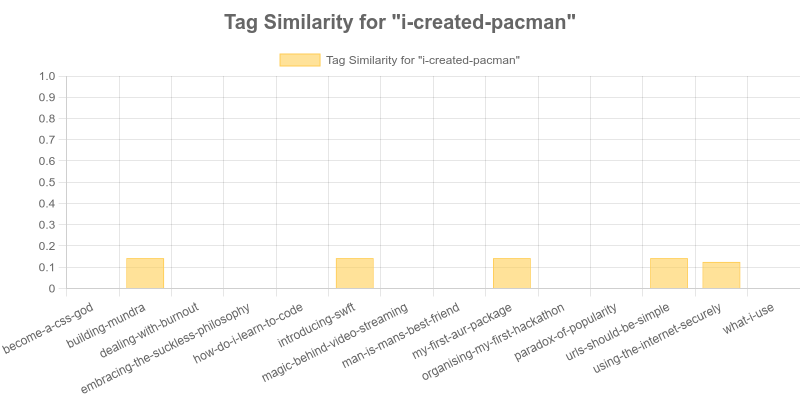 Tag Similarity for "i-created-pacman"
Tag Similarity for "i-created-pacman"
1.0
0.9
0.8
0.7
0.6
0.5
0.4
0.3
0.2
0.1
0
become-a-css-god
building-mundra
dealing-with-burnout
embracing-the-suckless-philosophy
how-do-i-learn-to-code
introducing-swft
magic-behind-video-streaming
man-is-mans-best-friend
my-first-aur-package
organising-my-first-hackathon
paradox-of-popularity
urls-should-be-simple
using-the-internet-securely
what-i-use